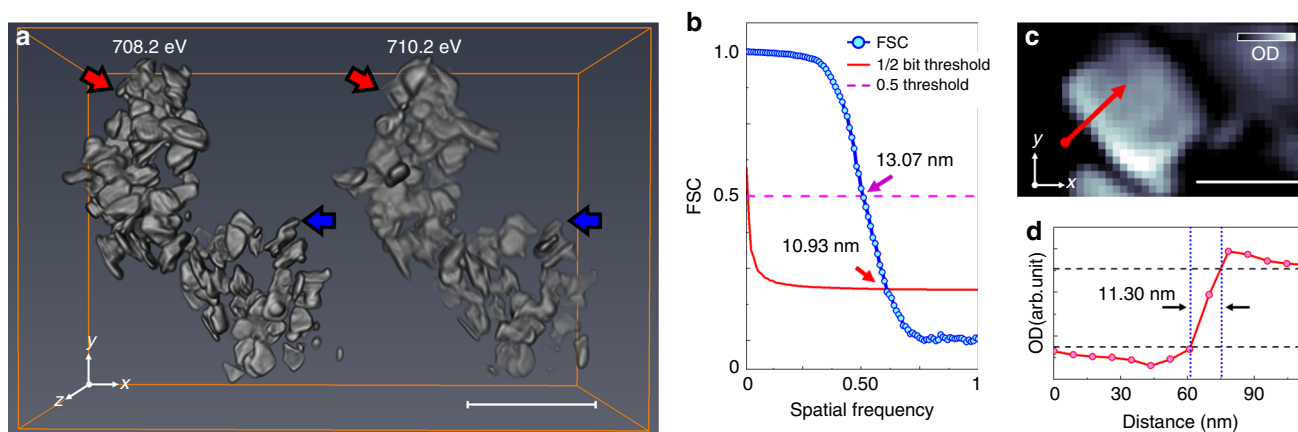 a
708.2 eV
710.2 eV
y
x
z
b
FSC
1/2 bit threshold
0.5 threshold
1.0
0.5
0
FSC
13.07 nm
10.93 nm
0
0.50
1
Spatial frequency
c
OD
y
x
d
OD(arb.unit)
11.30 nm
0
30
60
90
Distance (nm)